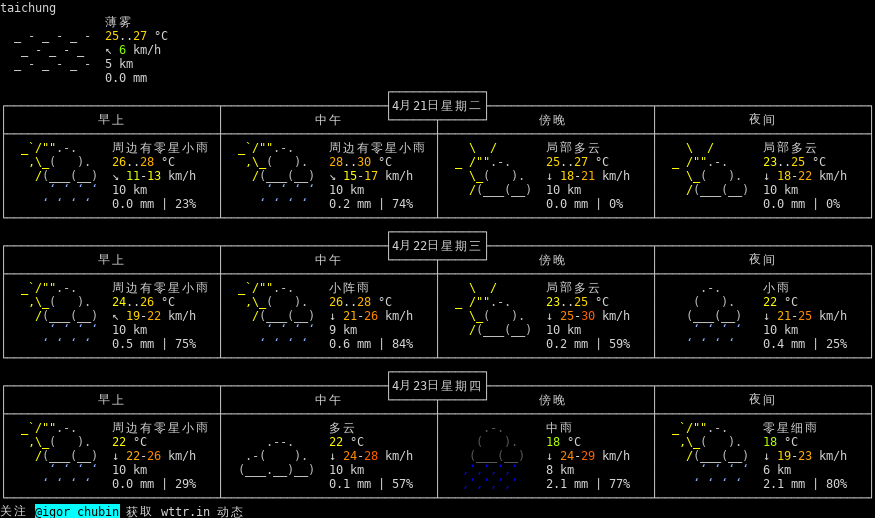 taichung
薄雾
25..27 °C
↖ 6 km/h
5 km
0.0 mm
4月21日星期二
早上 中午 傍晚 夜间
周边有零星小雨 周边有零星小雨 局部多云 局部多云
26..28 °C 28..30 °C 25..27 °C 23..25 °C
↘ 11-13 km/h ↘ 15-17 km/h ↓ 18-21 km/h ↓ 18-22 km/h
10 km 10 km 10 km 10 km
0.0 mm | 23% 0.2 mm | 74% 0.0 mm | 0% 0.0 mm | 0%
4月22日星期三
早上 中午 傍晚 夜间
周边有零星小雨 小阵雨 局部多云 小雨
24..26 °C 26..28 °C 23..25 °C 22 °C
↖ 19-22 km/h ↓ 21-26 km/h ↓ 25-30 km/h ↓ 21-25 km/h
10 km 9 km 10 km 10 km
0.5 mm | 75% 0.6 mm | 84% 0.2 mm | 59% 0.4 mm | 25%
4月23日星期四
早上 中午 傍晚 夜间
周边有零星小雨 多云 中雨 零星细雨
22 °C 22 °C 18 °C 18 °C
↓ 22-26 km/h ↓ 24-28 km/h ↓ 24-29 km/h ↓ 19-23 km/h
10 km 10 km 8 km 6 km
0.0 mm | 29% 0.1 mm | 57% 2.1 mm | 77% 2.1 mm | 80%
关注 @igor_chubin 获取 wttr.in 动态